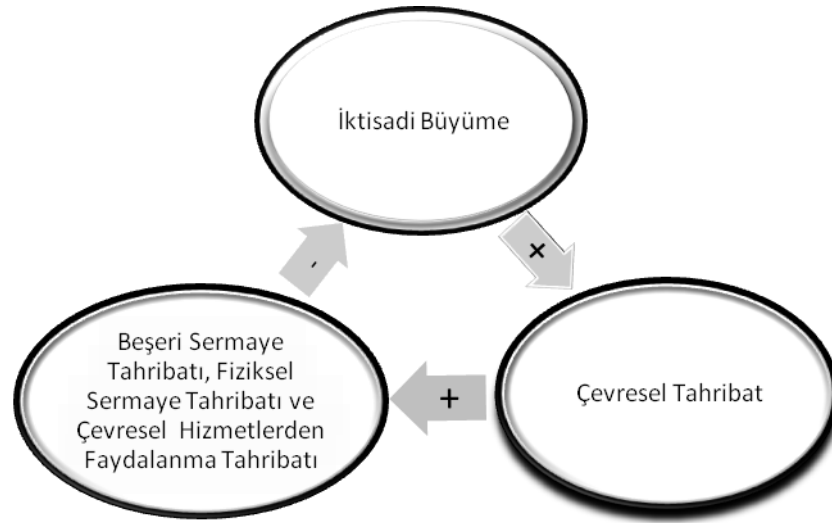 İktisadi Büyüme
+
-
Beşeri Sermaye
Tahribatı, Fiziksel
Sermaye Tahribatı ve
Çevresel Hizmetlerden
Faydalanma Tahribatı
+
Çevresel Tahribat